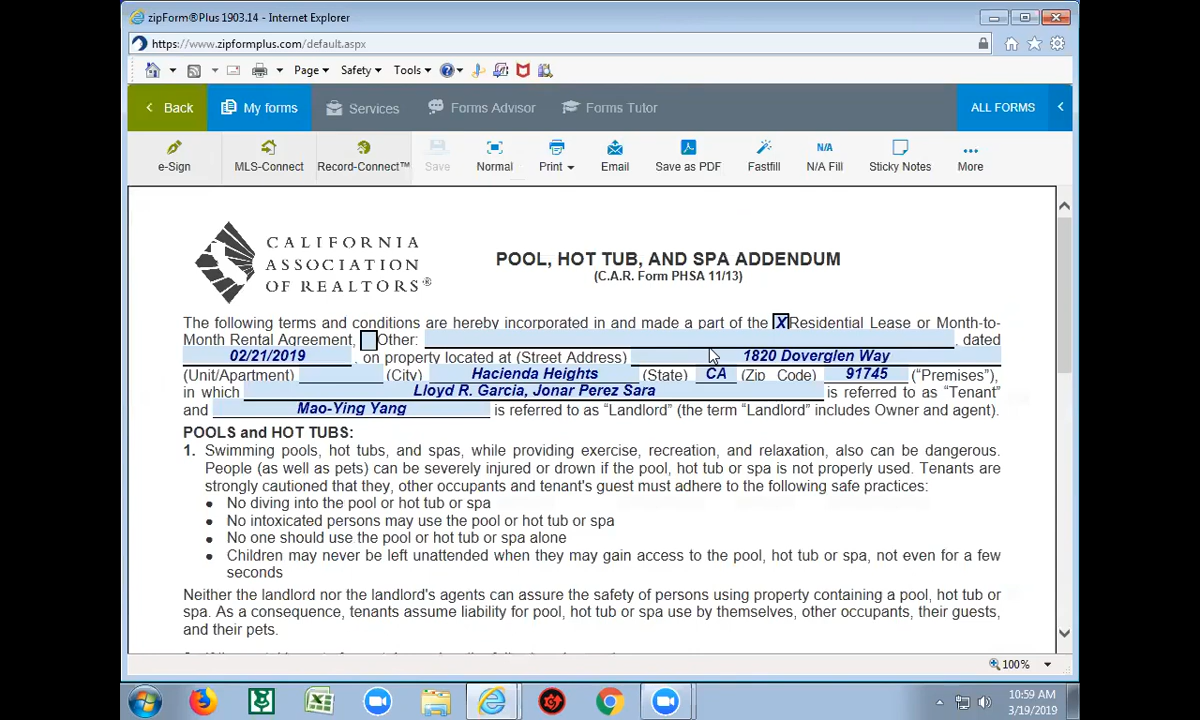 zipForm®Plus 1903.14 - Internet Explorer
https://www.zipformplus.com/default.aspx
Page Safety Tools
Back My forms Services Forms Advisor Forms Tutor ALL FORMS
e-Sign MLS-Connect Record-Connect™ Save Normal Print Email Save as PDF N/A Fastfill N/A Fill Sticky Notes More
CALIFORNIA
ASSOCIATION
OF REALTORS®
POOL, HOT TUB, AND SPA ADDENDUM
(C.A.R. Form PHSA 11/13)
The following terms and conditions are hereby incorporated in and made a part of the X Residential Lease or Month-to-
Month Rental Agreement, Other: , dated
02/21/2019 , on property located at (Street Address) 1820 Doverglen Way
(Unit/Apartment) (City) Hacienda Heights (State) CA (Zip Code) 91745 (“Premises”),
in which Lloyd R. Garcia, Jonar Perez Sara is referred to as “Tenant”
and Mao-Ying Yang is referred to as “Landlord” (the term “Landlord” includes Owner and agent).
POOLS and HOT TUBS:
1. Swimming pools, hot tubs, and spas, while providing exercise, recreation, and relaxation, also can be dangerous.
People (as well as pets) can be severely injured or drown if the pool, hot tub or spa is not properly used. Tenants are
strongly cautioned that they, other occupants and tenant's guest must adhere to the following safe practices:
• No diving into the pool or hot tub or spa
• No intoxicated persons may use the pool or hot tub or spa
• No one should use the pool or hot tub or spa alone
• Children may never be left unattended when they may gain access to the pool, hot tub or spa, not even for a few
seconds
Neither the landlord nor the landlord's agents can assure the safety of persons using property containing a pool, hot tub or
spa. As a consequence, tenants assume liability for pool, hot tub or spa use by themselves, other occupants, their guests,
and their pets.
100%
10:59 AM
3/19/2019